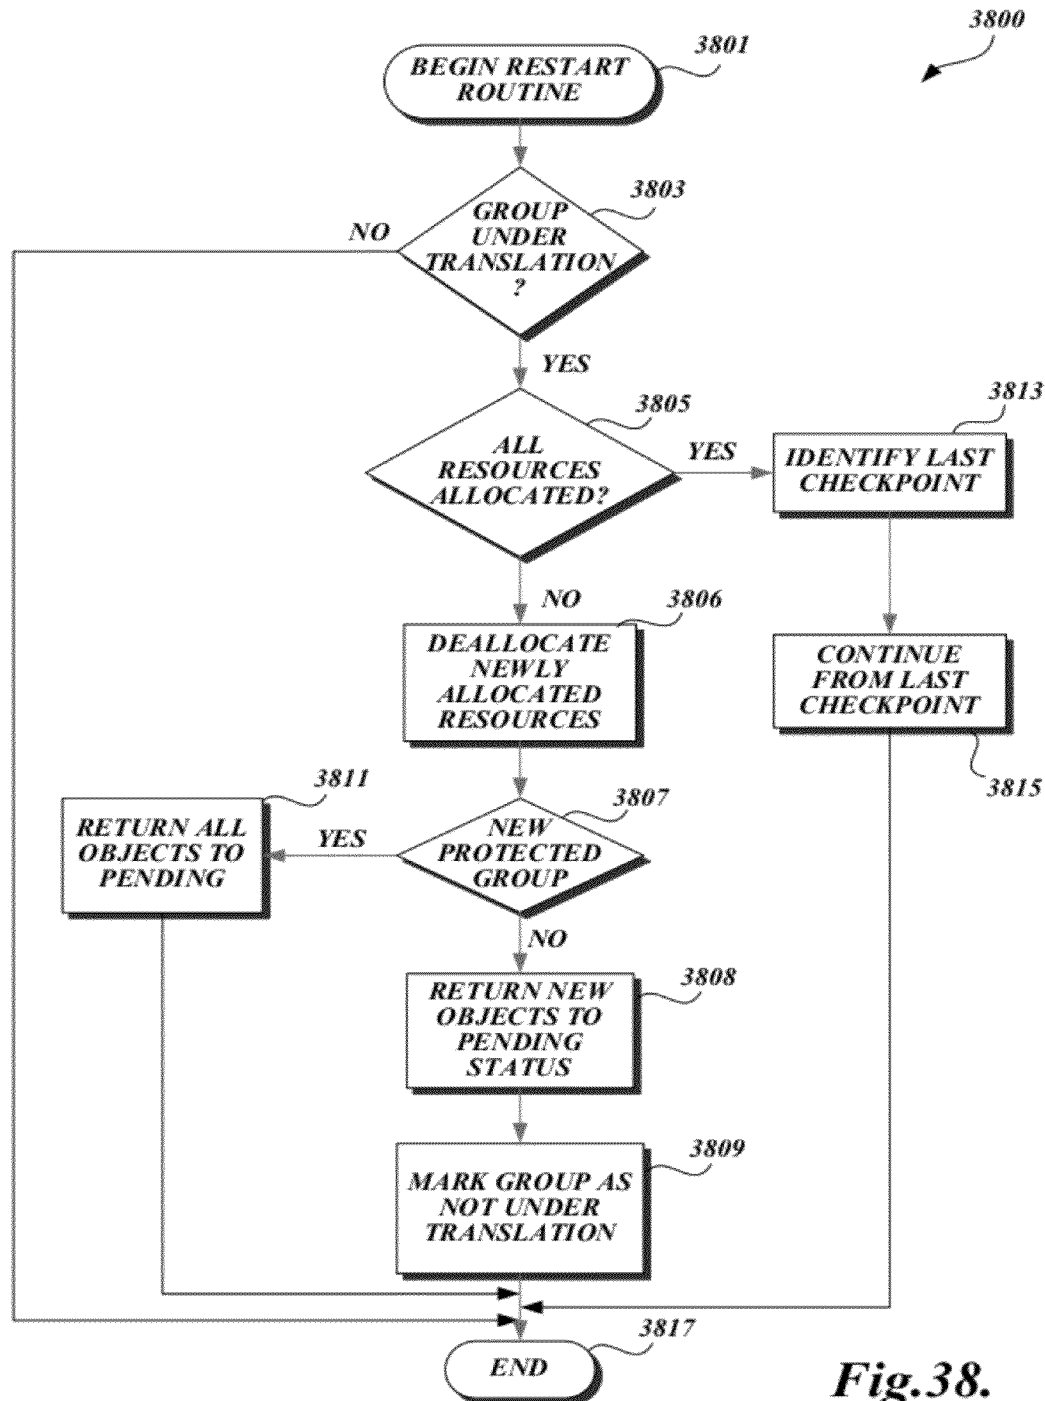 3800
3801
BEGIN RESTART
ROUTINE
3803
GROUP
UNDER
TRANSLATION
?
NO
YES
3805
ALL
RESOURCES
ALLOCATED?
YES
3813
IDENTIFY LAST
CHECKPOINT
NO
3806
DEALLOCATE
NEWLY
ALLOCATED
RESOURCES
CONTINUE
FROM LAST
CHECKPOINT
3815
3811
RETURN ALL
OBJECTS TO
PENDING
YES
3807
NEW
PROTECTED
GROUP
NO
3808
RETURN NEW
OBJECTS TO
PENDING
STATUS
3809
MARK GROUP AS
NOT UNDER
TRANSLATION
3817
END
Fig.38.